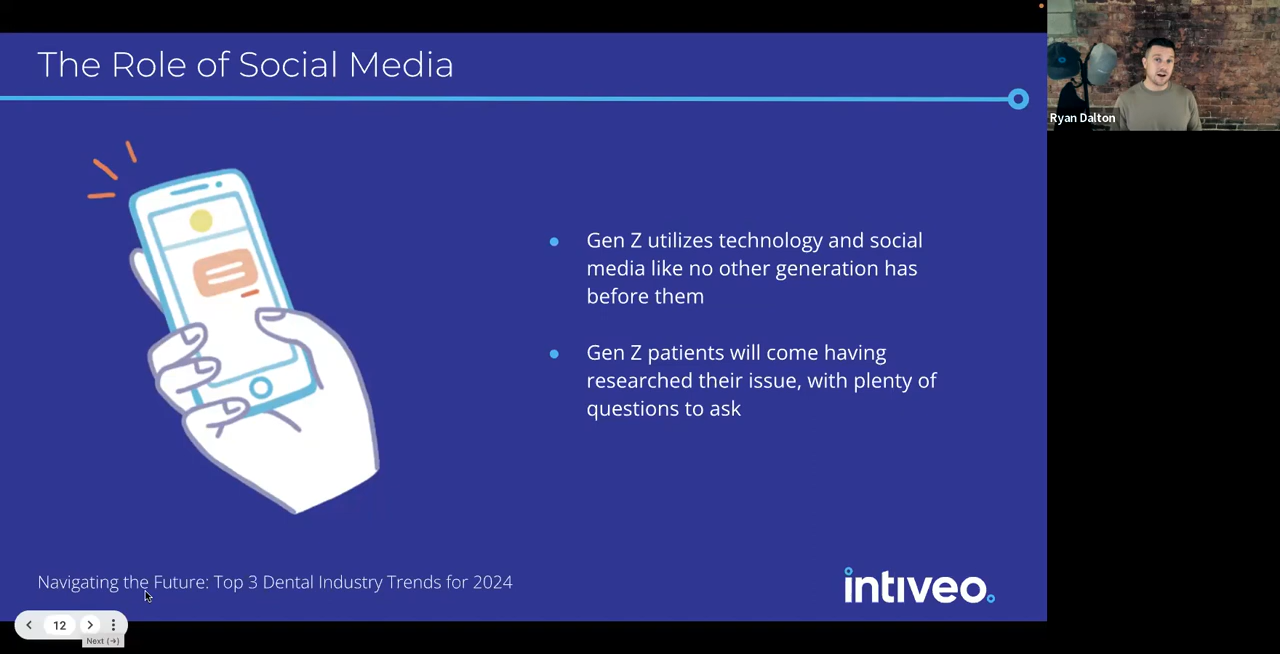 The Role of Social Media
Ryan Dalton
Gen Z utilizes technology and social
media like no other generation has
before them
Gen Z patients will come having
researched their issue, with plenty of
questions to ask
Navigating the Future: Top 3 Dental Industry Trends for 2024
intiveo
12
Next (→)